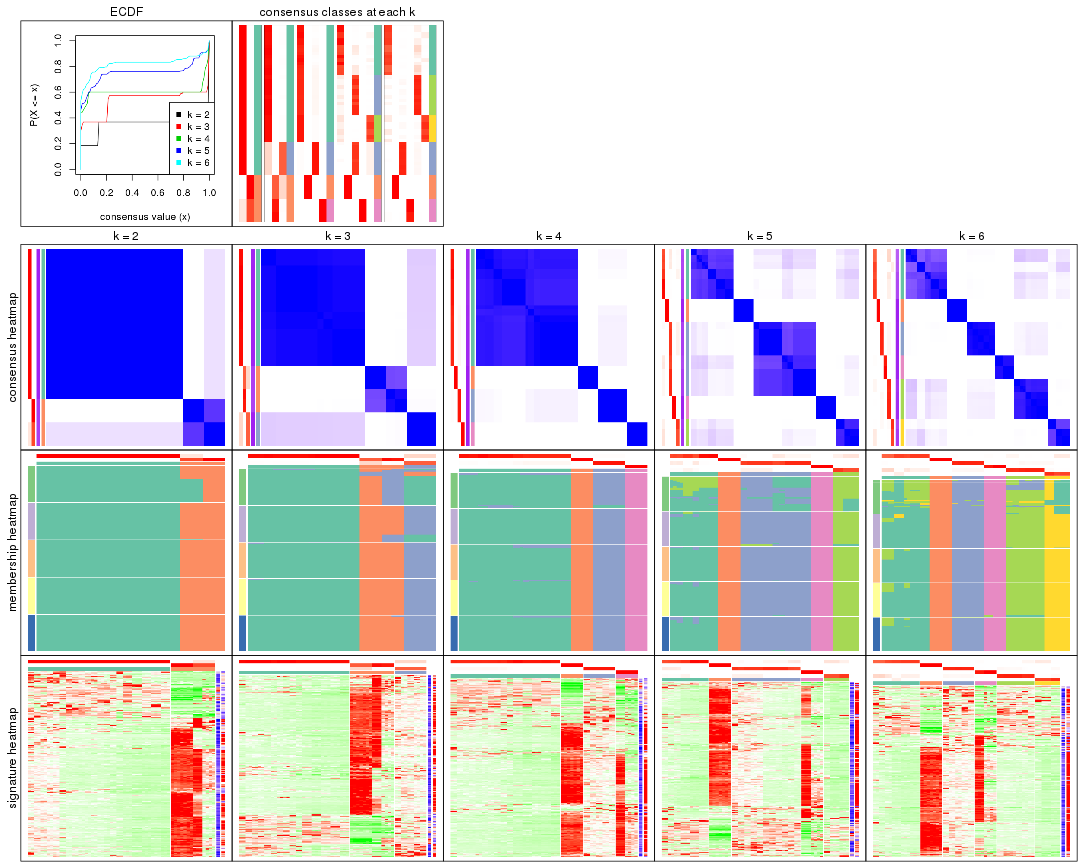 ECDF
consensus classes at each k
P(X <= x)
1.0
0.8
0.6
0.4
0.2
0.0
k = 2
k = 3
k = 4
k = 5
k = 6
0.0 0.2 0.4 0.6 0.8 1.0
consensus value (x)
k = 2
k = 3
k = 4
k = 5
k = 6
consensus heatmap
membership heatmap
signature heatmap